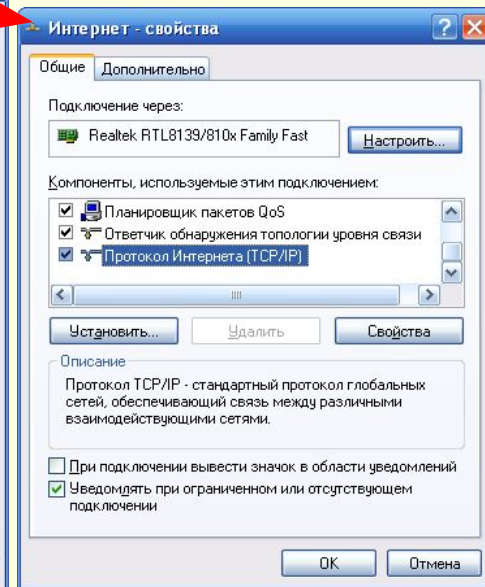 Интернет - свойства
Общие
Дополнительно
Подключение через:
Realtek RTL8139/810x Family Fast
Настроить...
Компоненты, используемые этим подключением:
Планировщик пакетов QoS
Ответчик обнаружения топологии уровня связи
Протокол Интернета (TCP/IP)
Установить...
Удалить
Свойства
Описание
Протокол TCP/IP - стандартный протокол глобальных
сетей, обеспечивающий связь между различными
взаимодействующими сетями.
При подключении вывести значок в области уведомлений
Уведомлять при ограниченном или отсутствующем
подключении
OK
Отмена